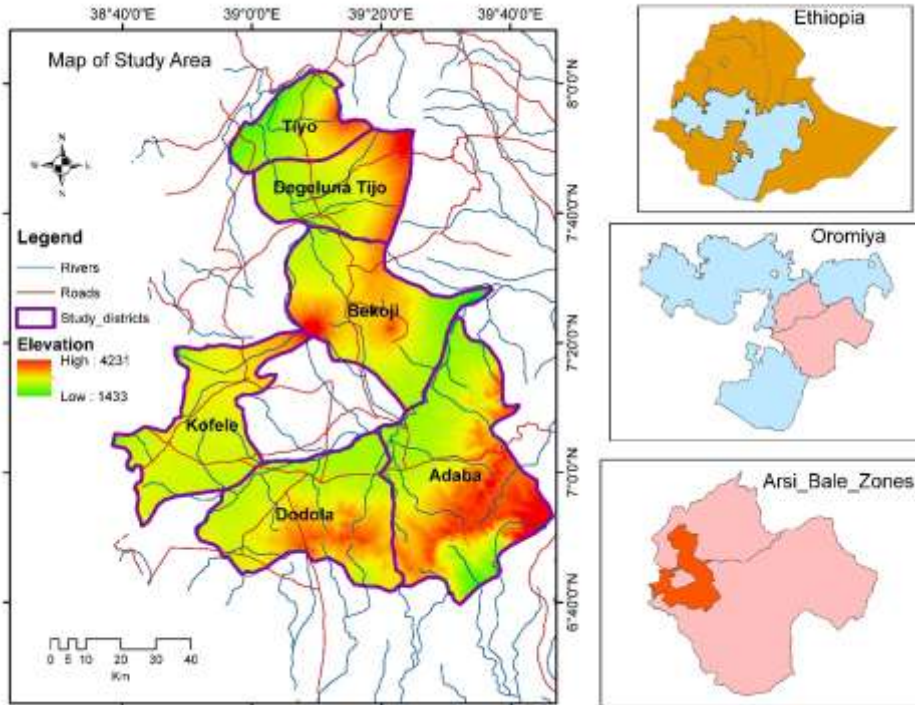 38°40'0"E 39°0'0"E 39°20'0"E 39°40'0"E
Map of Study Area
N
Tiyo
Degeluna Tijo
Bekoji
Kofele
Adaba
Dodola
8°0'0"N
7°40'0"N
7°20'0"N
7°0'0"N
6°40'0"N
Legend
Rivers
Roads
Study_districts
Elevation
High : 4231
Low : 1433
0 5 10 20 30 40
Km
Ethiopia
Oromiya
Arsi_Bale_Zones